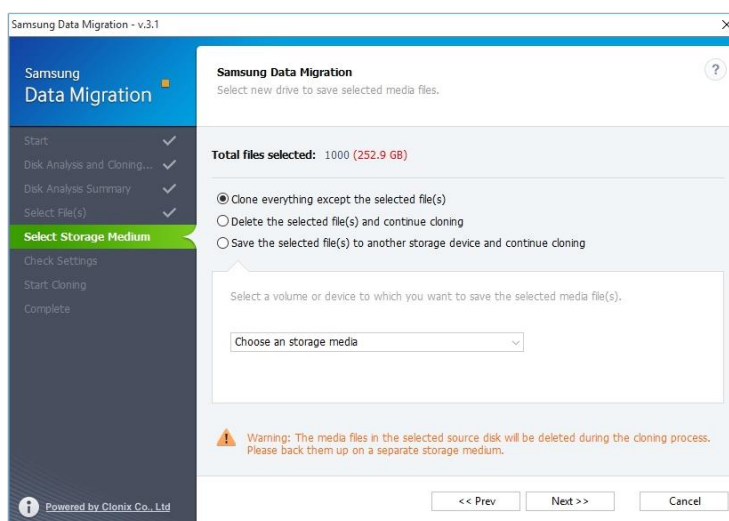 Samsung Data Migration - v.3.1
Samsung
Data Migration
Start
Disk Analysis and Cloning...
Disk Analysis Summary
Select File(s)
Select Storage Medium
Check Settings
Start Cloning
Complete
Powered by Clonix Co., Ltd
Samsung Data Migration
Select new drive to save selected media files.
?
Total files selected: 1000 (252.9 GB)
Clone everything except the selected file(s)
Delete the selected file(s) and continue cloning
Save the selected file(s) to another storage device and continue cloning
Select a volume or device to which you want to save the selected media file(s).
Choose an storage media
Warning: The media files in the selected source disk will be deleted during the cloning process.
Please back them up on a separate storage medium.
<< Prev
Next >>
Cancel